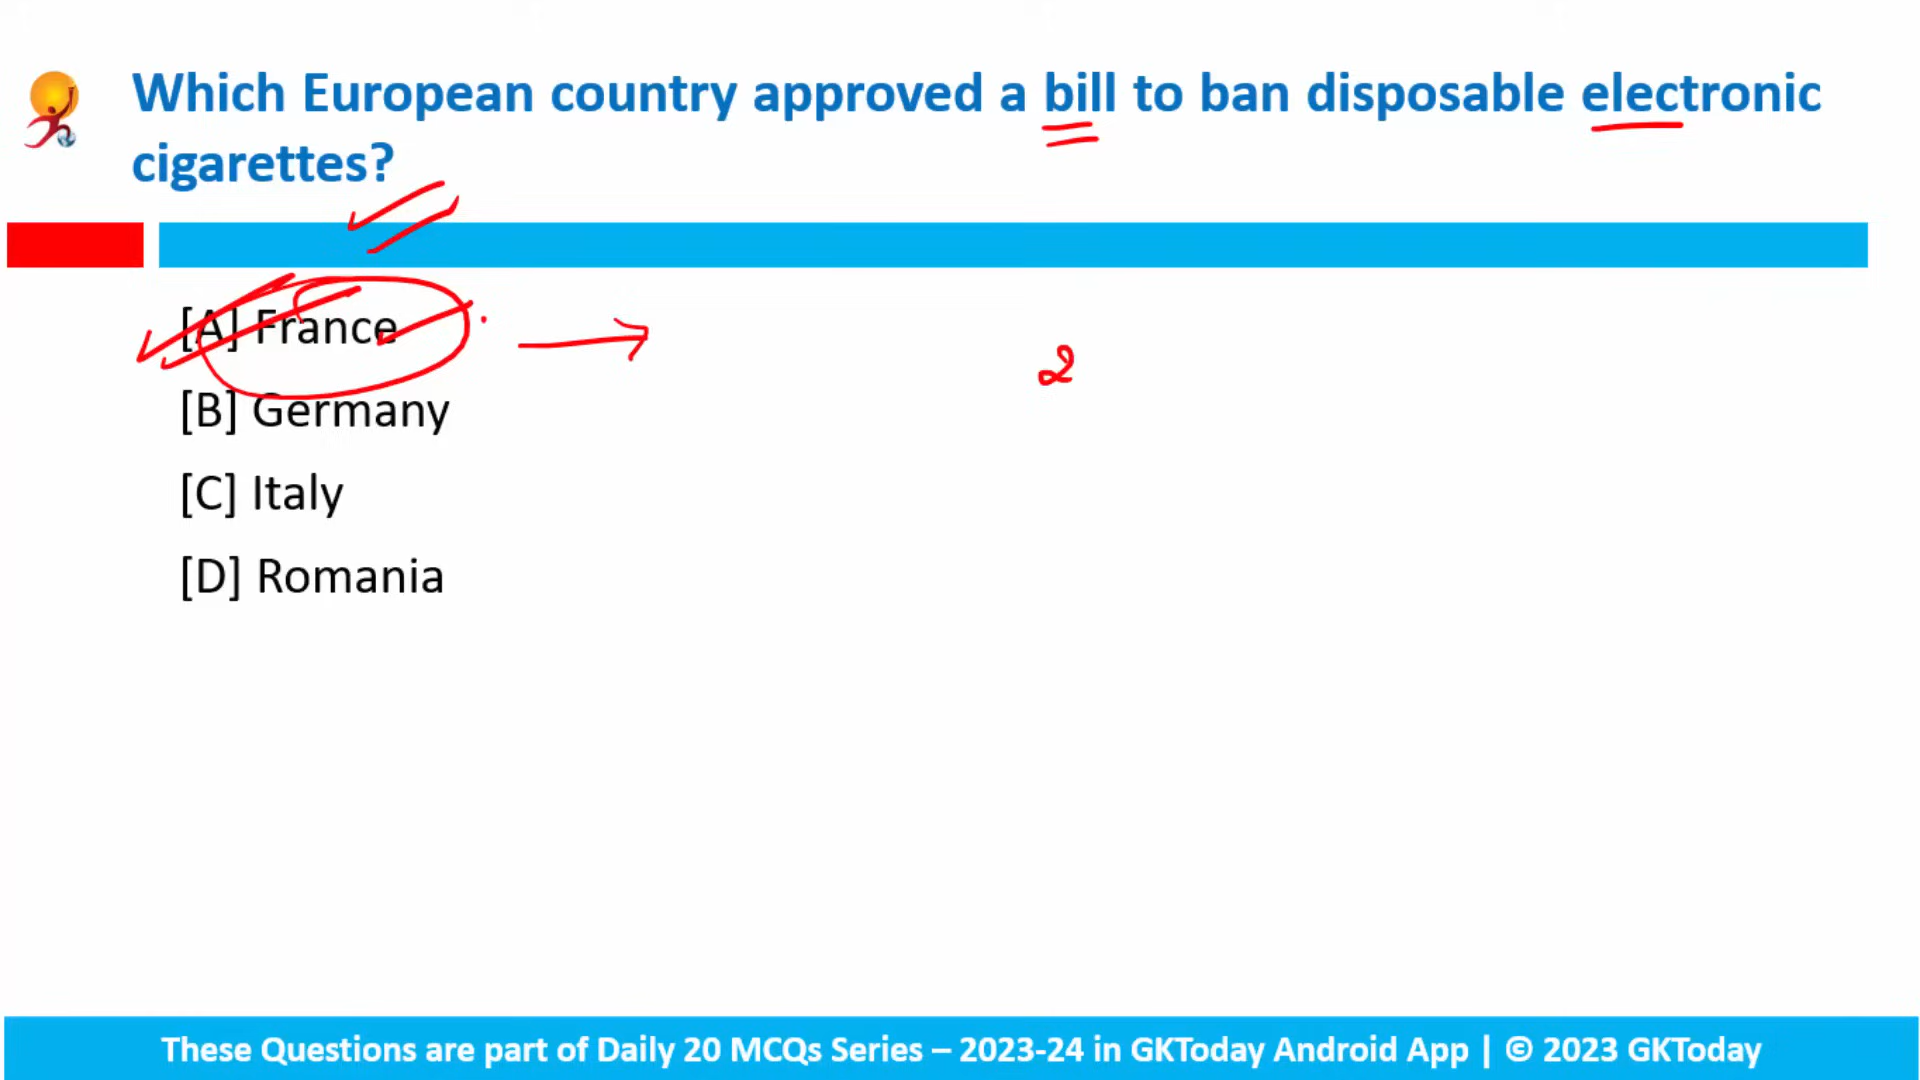 Which European country approved a bill to ban disposable electronic
cigarettes?
[A] France
2
[B] Germany
[C] Italy
[D] Romania
These Questions are part of Daily 20 MCQs Series – 2023-24 in GKToday Android App | © 2023 GKToday